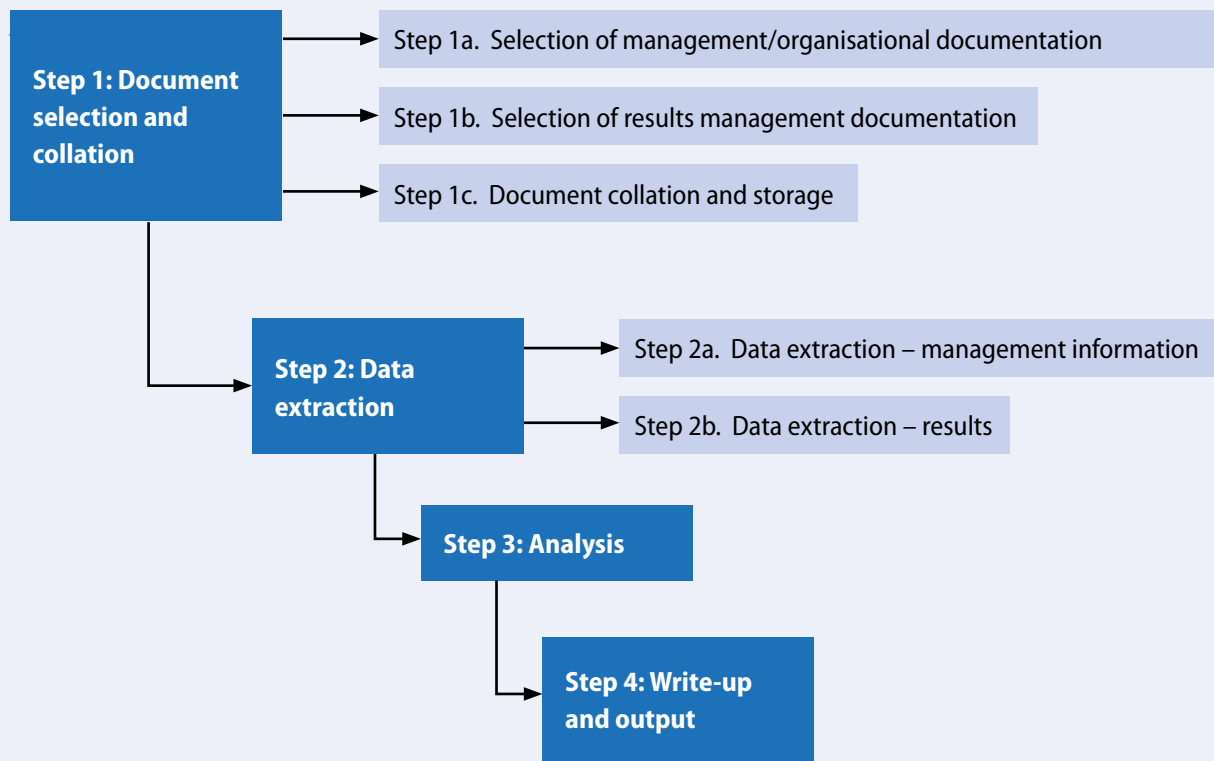 Step 1: Document
selection and
collation
Step 1a. Selection of management/organisational documentation
Step 1b. Selection of results management documentation
Step 1c. Document collation and storage
Step 2: Data
extraction
Step 2a. Data extraction – management information
Step 2b. Data extraction – results
Step 3: Analysis
Step 4: Write-up
and output